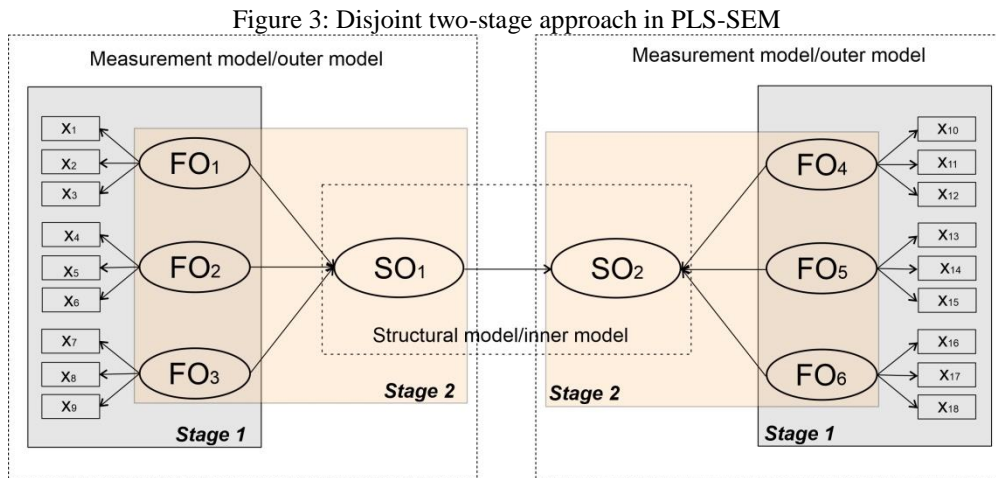 Figure 3: Disjoint two-stage approach in PLS-SEM
Measurement model/outer model
X1
X2
X3
X4
X5
X6
X7
X8
X9
FO1
FO2
FO3
Stage 1
SO1
Stage 2
Structural model/inner model
Measurement model/outer model
SO2
Stage 2
FO4
FO5
FO6
X10
X11
X12
X13
X14
X15
X16
X17
X18
Stage 1